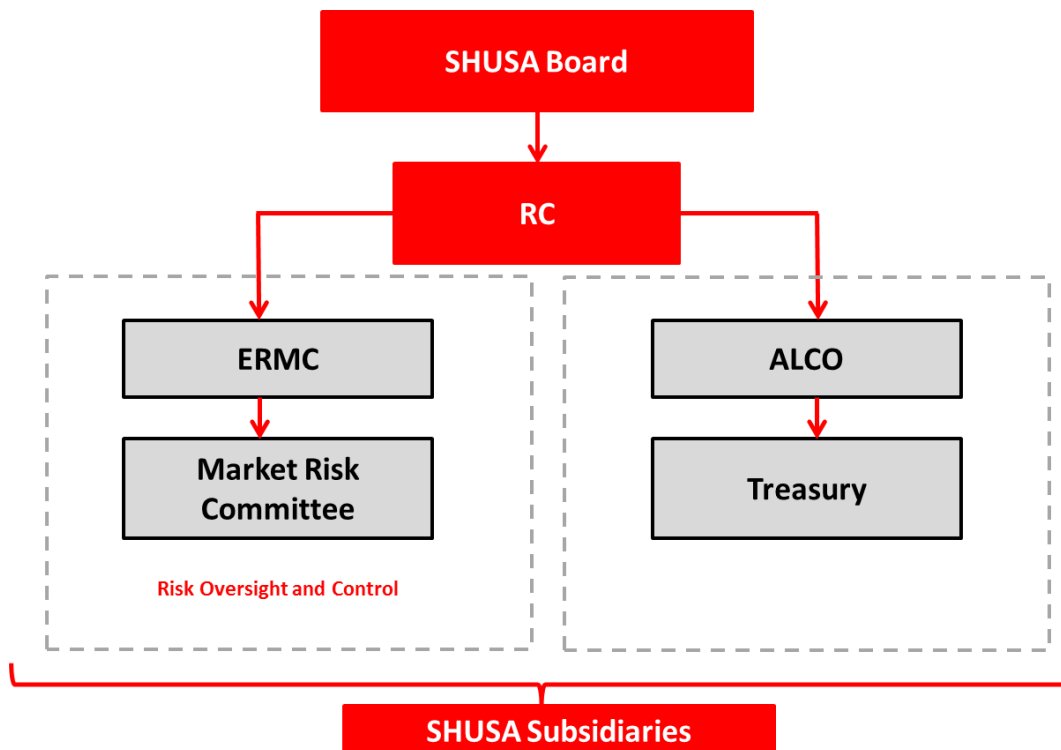 SHUSA Board
RC
ERMC
Market Risk
Committee
Risk Oversight and Control
ALCO
Treasury
SHUSA Subsidiaries